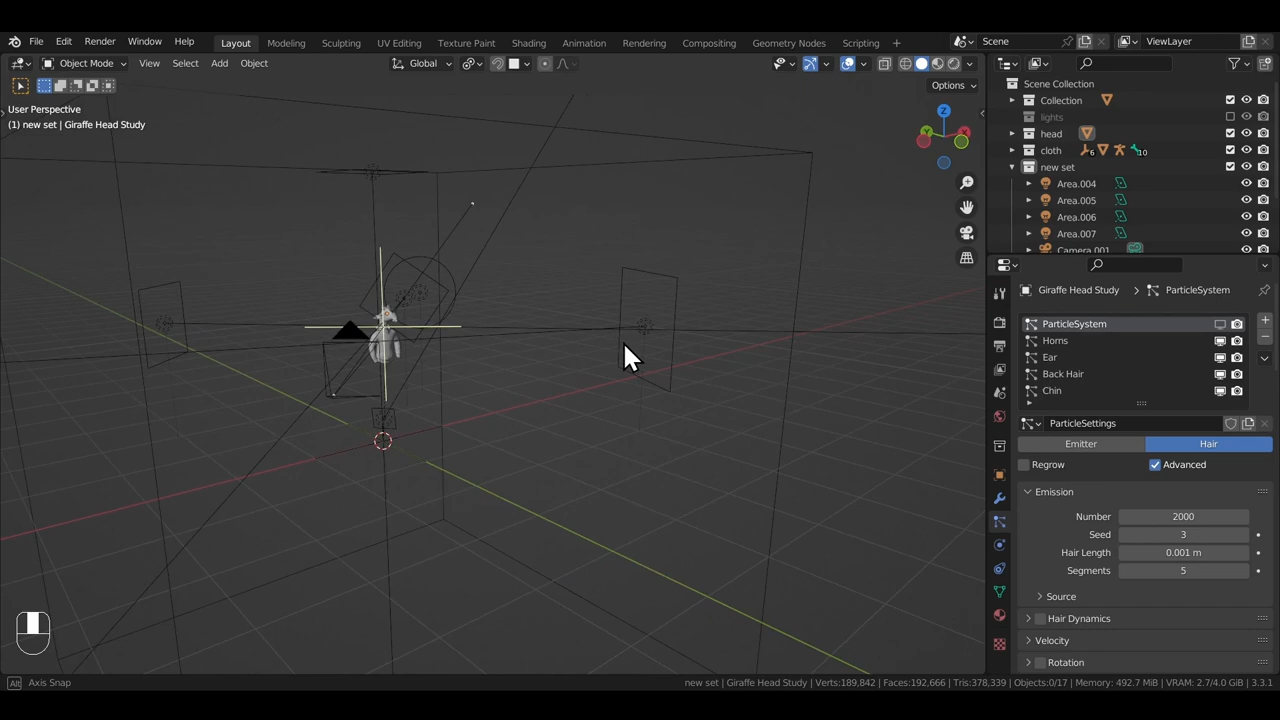 File Edit Render Window Help Layout Modeling Sculpting UV Editing Texture Paint Shading Animation Rendering Compositing Geometry Nodes Scripting + Scene ViewLayer
Object Mode View Select Add Object Global
Options
User Perspective
(1) new set | Giraffe Head Study
Z
Y
X
Scene Collection
Collection
lights
head
cloth 6 10
new set
Area.004
Area.005
Area.006
Area.007
Camera.001
Giraffe Head Study ParticleSystem
ParticleSystem
Horns
Ear
Back Hair
Chin
ParticleSettings
Emitter Hair
Regrow Advanced
Emission
Number 2000
Seed 3
Hair Length 0.001 m
Segments 5
Source
Hair Dynamics
Velocity
Rotation
Alt Axis Snap
new set | Giraffe Head Study | Verts:189,842 | Faces:192,666 | Tris:378,339 | Objects:0/17 | Memory: 492.7 MiB | VRAM: 2.7/4.0 GiB | 3.3.1